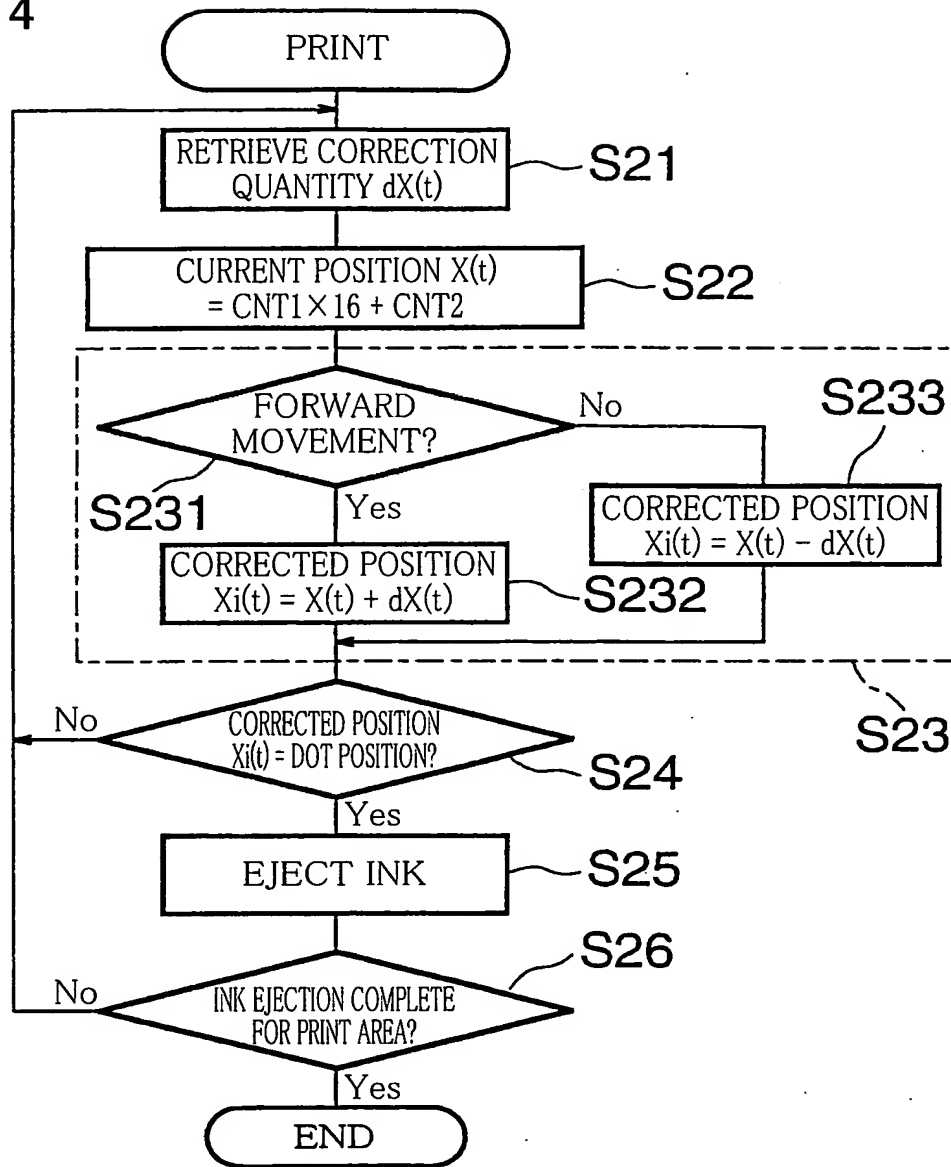 4
PRINT
RETRIEVE CORRECTION
QUANTITY dX(t)
S21
CURRENT POSITION X(t)
= CNT1×16 + CNT2
S22
FORWARD
MOVEMENT?
No
S233
S231
Yes
CORRECTED POSITION
Xi(t) = X(t) − dX(t)
CORRECTED POSITION
Xi(t) = X(t) + dX(t)
S232
No
CORRECTED POSITION
Xi(t) = DOT POSITION?
S23
S24
Yes
EJECT INK
S25
S26
No
INK EJECTION COMPLETE
FOR PRINT AREA?
Yes
END